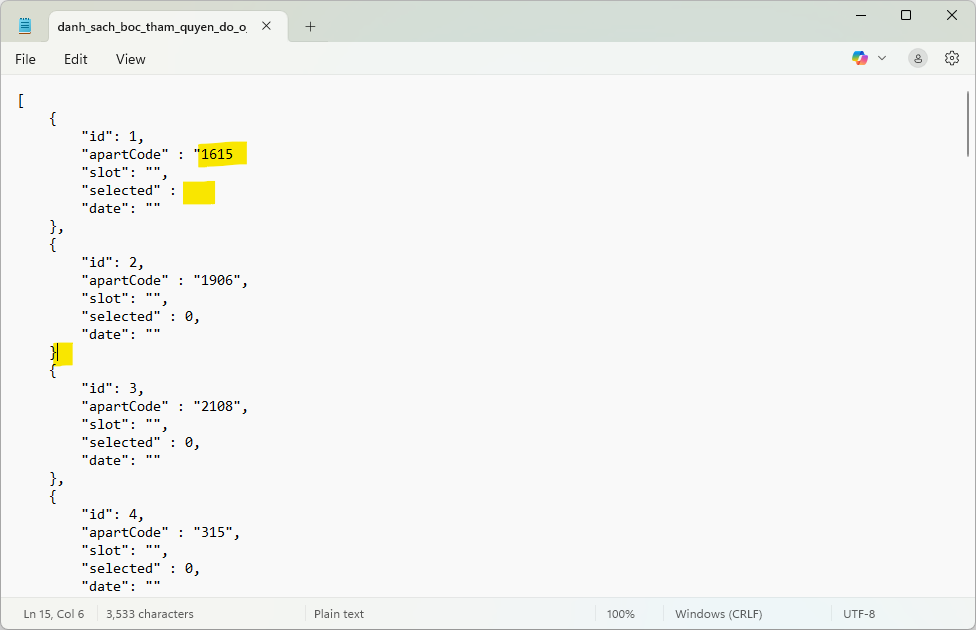 danh_sach_boc_tham_quyen_do_o
File Edit View
[
{
"id": 1,
"apartCode" : "1615
"slot": "",
"selected" :
"date": ""
},
{
"id": 2,
"apartCode" : "1906",
"slot": "",
"selected" : 0,
"date": ""
}
{
"id": 3,
"apartCode" : "2108",
"slot": "",
"selected" : 0,
"date": ""
},
{
"id": 4,
"apartCode" : "315",
"slot": "",
"selected" : 0,
"date": ""
Ln 15, Col 6 3,533 characters Plain text 100% Windows (CRLF) UTF-8